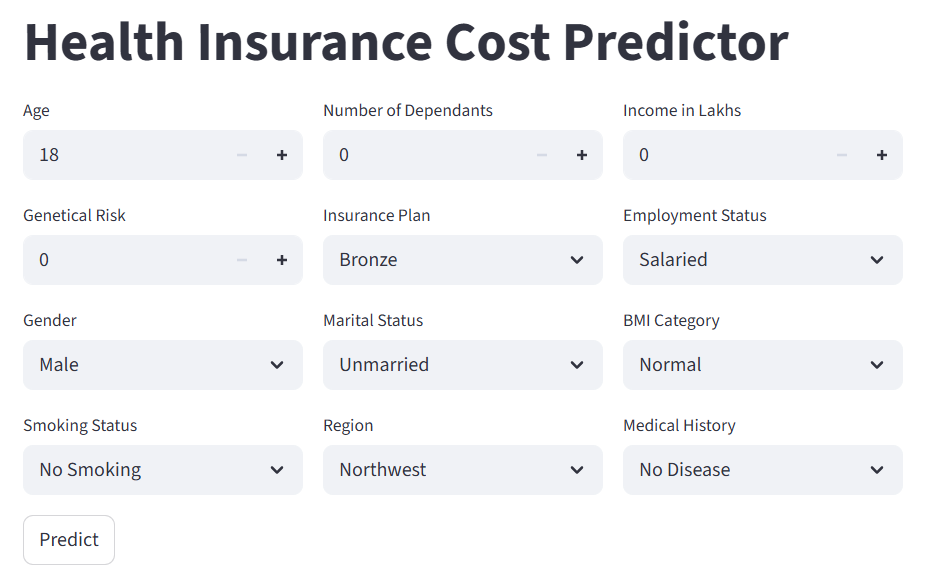 Health Insurance Cost Predictor
Age Number of Dependants Income in Lakhs
18 0 0
Genetical Risk Insurance Plan Employment Status
0 Bronze Salaried
Gender Marital Status BMI Category
Male Unmarried Normal
Smoking Status Region Medical History
No Smoking Northwest No Disease
Predict